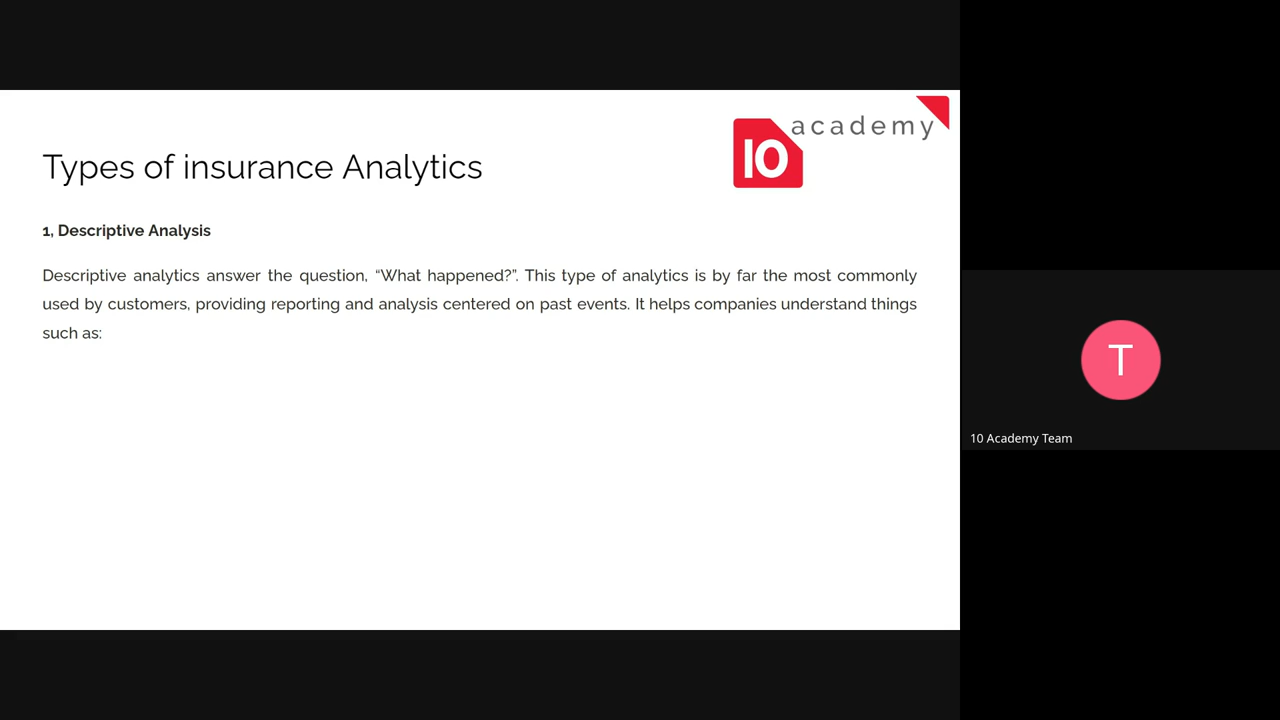 academy
10
Types of insurance Analytics
1, Descriptive Analysis
Descriptive analytics answer the question, “What happened?”. This type of analytics is by far the most commonly
used by customers, providing reporting and analysis centered on past events. It helps companies understand things
such as:
T
10 Academy Team